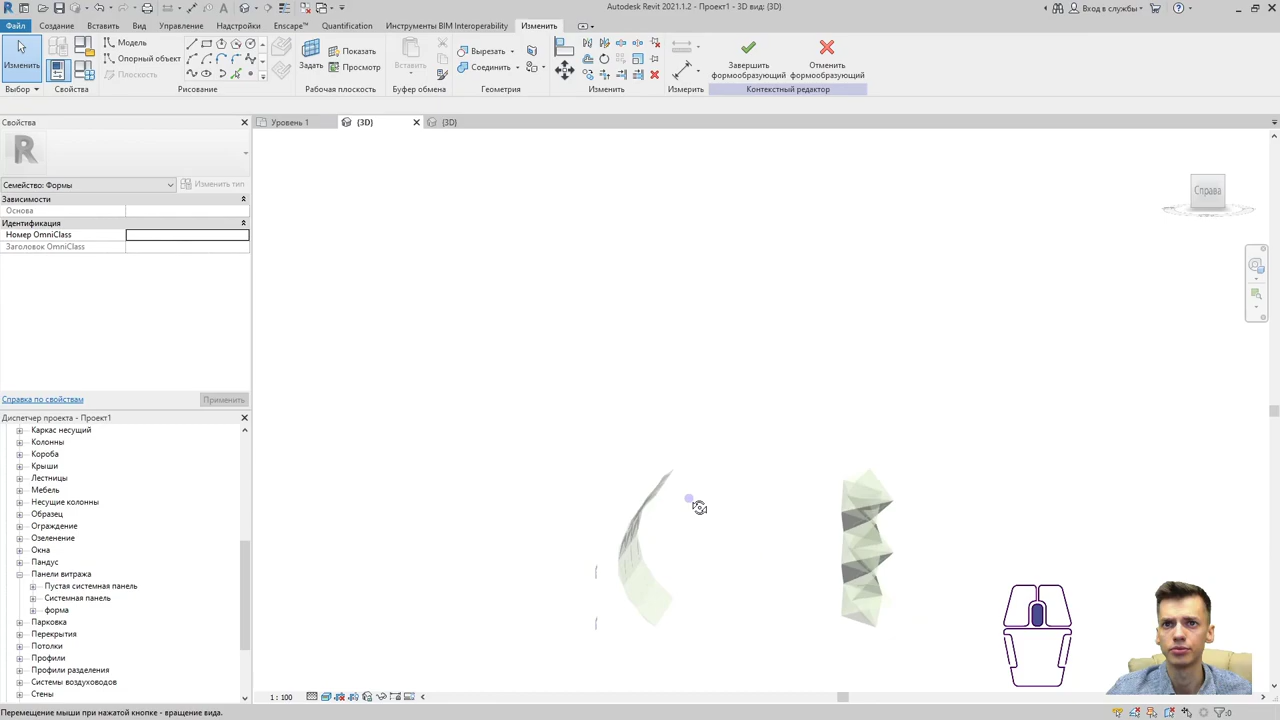 Autodesk Revit 2021.1.2 - Проект1 - 3D вид: {3D}
Вход в службы
Файл
Создание
Вставить
Вид
Управление
Надстройки
Enscape™
Quantification
Инструменты BIM Interoperability
Изменить
Изменить
Модель
Опорный объект
Плоскость
Задать
Показать
Просмотр
Вставить
Вырезать
Соединить
Завершить
формообразующий
Отменить
формообразующий
Выбор
Свойства
Рисование
Рабочая плоскость
Буфер обмена
Геометрия
Изменить
Измерить
Контекстный редактор
Свойства
Уровень 1
{3D}
{3D}
R
Семейство: Формы
Изменить тип
Зависимости
Основа
Идентификация
Номер OmniClass
Заголовок OmniClass
Справка по свойствам
Применить
Справа
Диспетчер проекта - Проект1
Каркас несущий
Колонны
Короба
Крыши
Лестницы
Мебель
Несущие колонны
Образец
Ограждение
Озеленение
Окна
Пандус
Панели витража
Пустая системная панель
Системная панель
форма
Парковка
Перекрытия
Потолки
Профили
Профили разделения
Системы воздуховодов
Стены
1 : 100
Перемещение мыши при нажатой кнопке - вращение вида.
:0